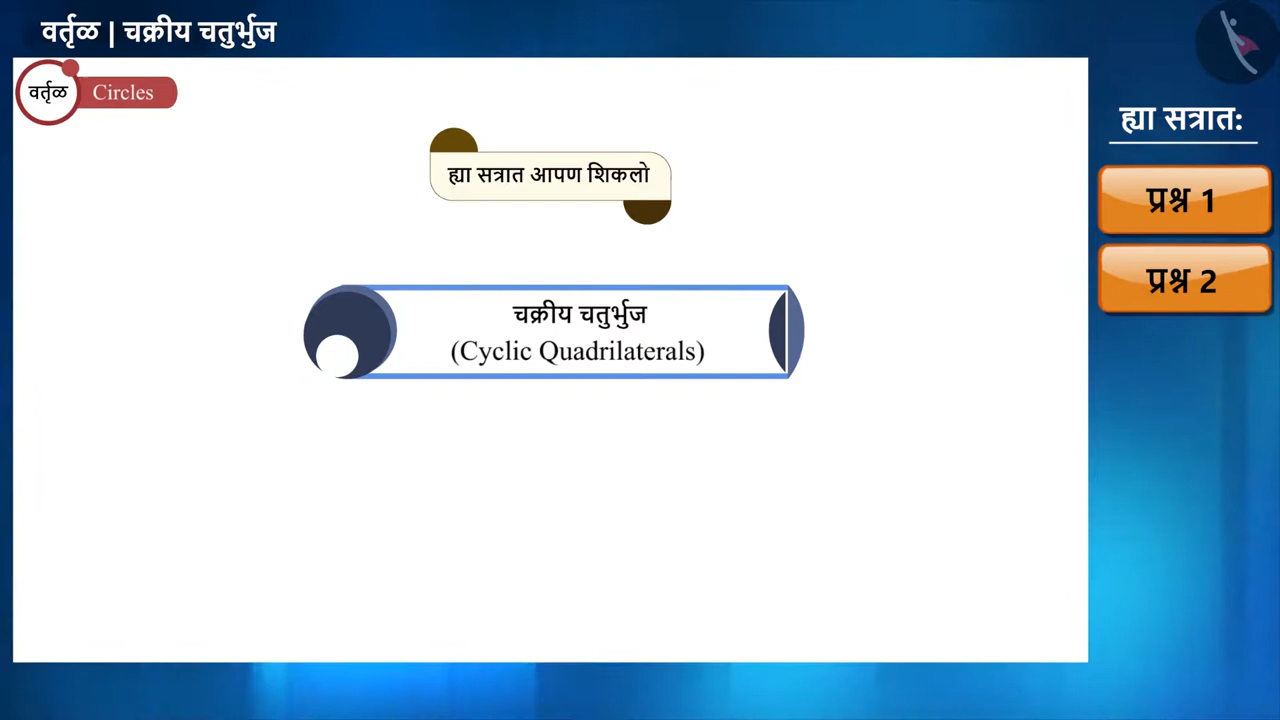 वर्तृळ | चक्रीय चतुर्भुज
वर्तृळ
Circles
ह्या सत्रात आपण शिकलो
चक्रीय चतुर्भुज
(Cyclic Quadrilaterals)
ह्या सत्रात:
प्रश्न 1
प्रश्न 2